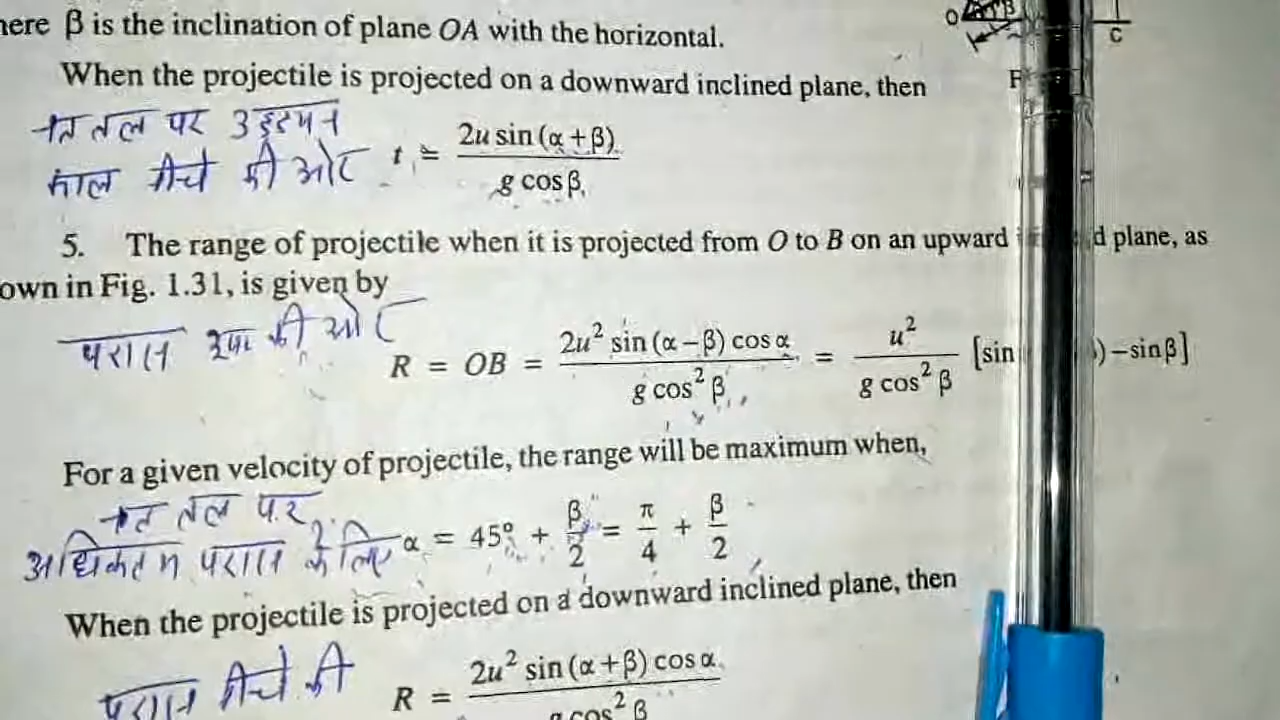 here β is the inclination of plane OA with the horizontal.
O β C
When the projectile is projected on a downward inclined plane, then
F
नत तल पर उड्डयन
काल नीचे की ओर
t = 2u sin (α + β) / g cos β
5. The range of projectile when it is projected from O to B on an upward d plane, as
own in Fig. 1.31, is given by
परास ऊपर की ओर
R = OB = 2u² sin (α – β) cos α / g cos² β = u² / g cos² β [sin ) – sin β]
For a given velocity of projectile, the range will be maximum when,
नत तल पर
अधिकतम परास के लिए
α = 45° + β/2 = π/4 + β/2
When the projectile is projected on a downward inclined plane, then
परास नीचे की
R = 2u² sin (α + β) cos α / g cos² β